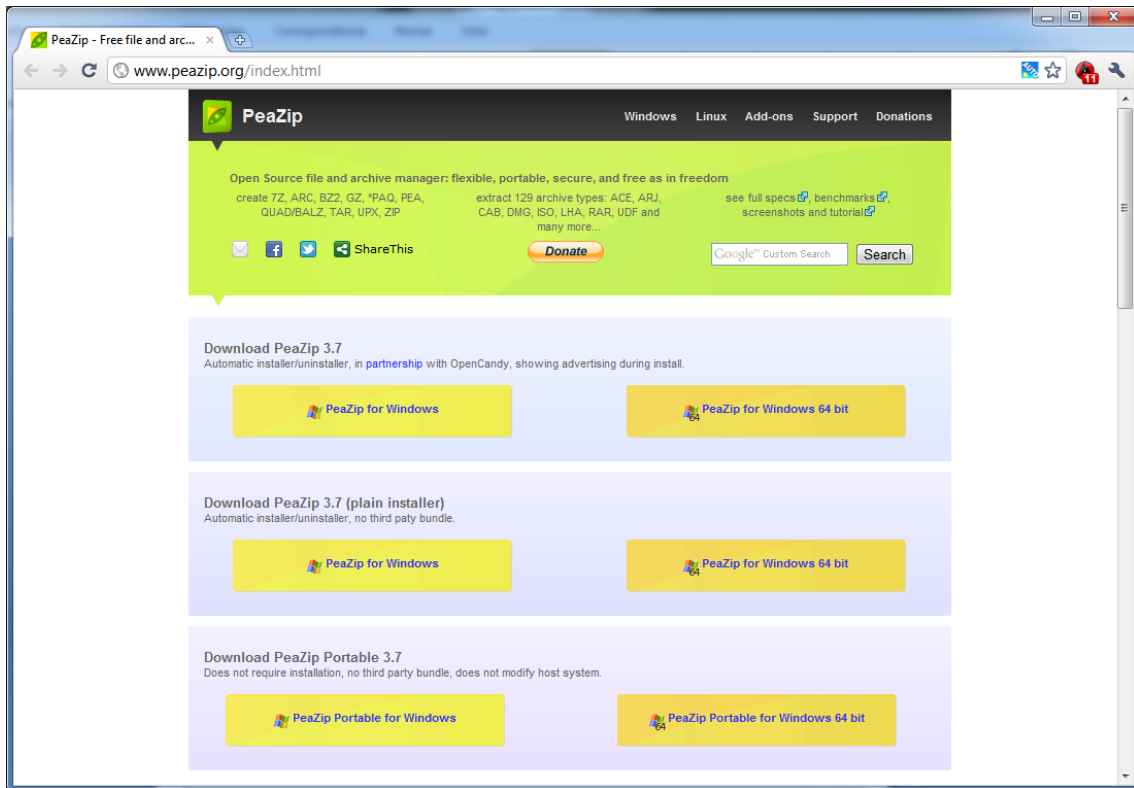 PeaZip - Free file and arc...
www.peazip.org/index.html
11
PeaZip
Windows Linux Add-ons Support Donations
Open Source file and archive manager: flexible, portable, secure, and free as in freedom
create 7Z, ARC, BZ2, GZ, *PAQ, PEA,
QUAD/BALZ, TAR, UPX, ZIP
extract 129 archive types: ACE, ARJ,
CAB, DMG, ISO, LHA, RAR, UDF and
many more...
see full specs, benchmarks,
screenshots and tutorial
ShareThis
Donate
Google™ Custom Search
Search
Download PeaZip 3.7
Automatic installer/uninstaller, in partnership with OpenCandy, showing advertising during install.
PeaZip for Windows
64 PeaZip for Windows 64 bit
Download PeaZip 3.7 (plain installer)
Automatic installer/uninstaller, no third paty bundle.
PeaZip for Windows
64 PeaZip for Windows 64 bit
Download PeaZip Portable 3.7
Does not require installation, no third party bundle, does not modify host system.
PeaZip Portable for Windows
64 PeaZip Portable for Windows 64 bit